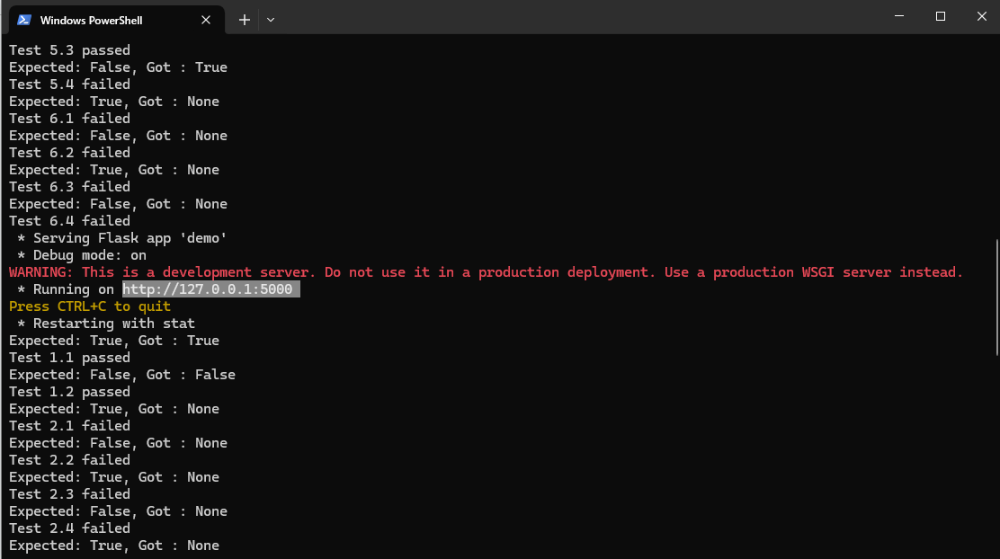 Windows PowerShell
Test 5.3 passed
Expected: False, Got : True
Test 5.4 failed
Expected: True, Got : None
Test 6.1 failed
Expected: False, Got : None
Test 6.2 failed
Expected: True, Got : None
Test 6.3 failed
Expected: False, Got : None
Test 6.4 failed
 * Serving Flask app 'demo'
 * Debug mode: on
WARNING: This is a development server. Do not use it in a production deployment. Use a production WSGI server instead.
 * Running on http://127.0.0.1:5000
Press CTRL+C to quit
 * Restarting with stat
Expected: True, Got : True
Test 1.1 passed
Expected: False, Got : False
Test 1.2 passed
Expected: True, Got : None
Test 2.1 failed
Expected: False, Got : None
Test 2.2 failed
Expected: True, Got : None
Test 2.3 failed
Expected: False, Got : None
Test 2.4 failed
Expected: True, Got : None